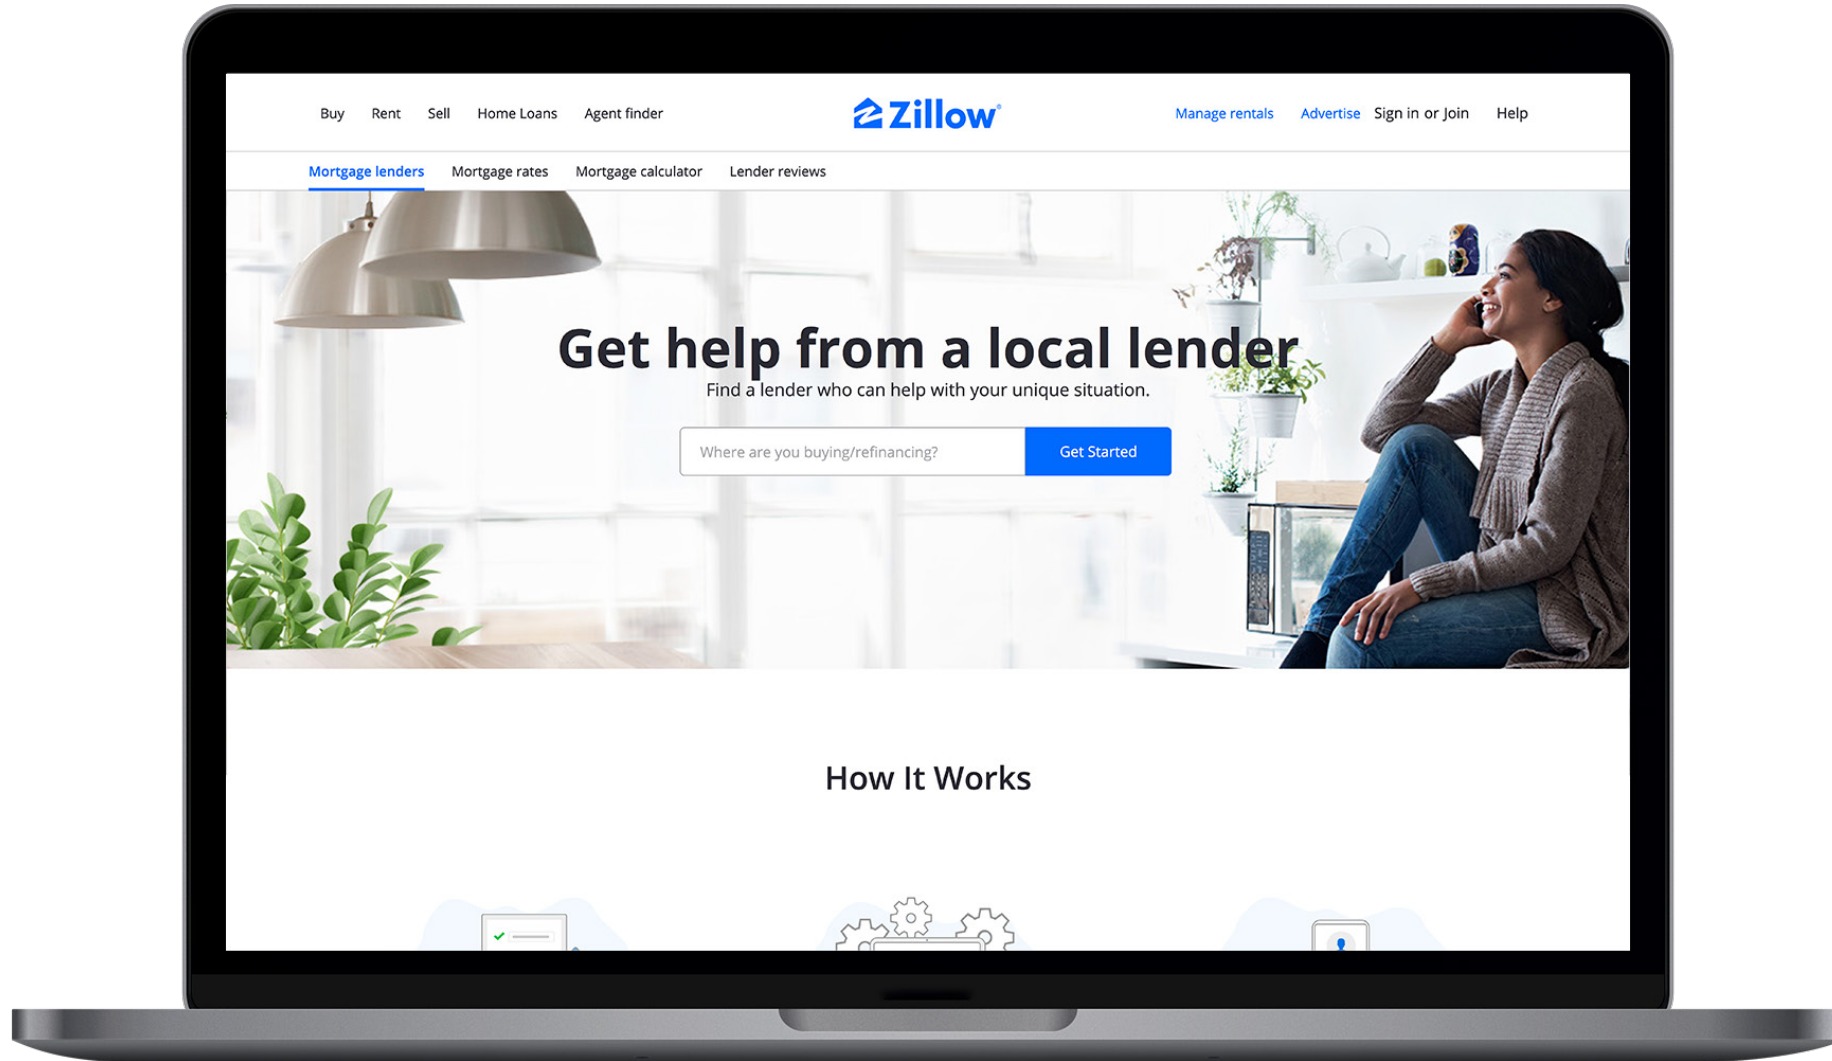 Buy Rent Sell Home Loans Agent finder Zillow® Manage rentals Advertise Sign in or Join Help
Mortgage lenders Mortgage rates Mortgage calculator Lender reviews
Get help from a local lender
Find a lender who can help with your unique situation.
Where are you buying/refinancing? Get Started
How It Works